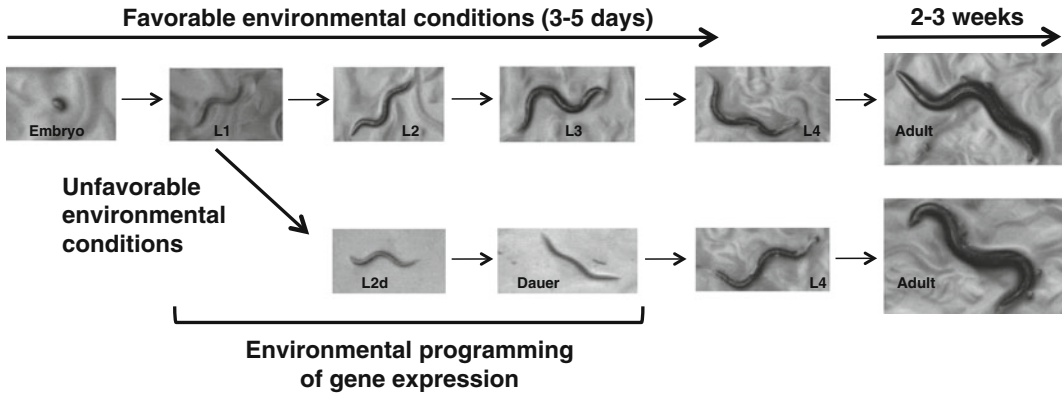 Favorable environmental conditions (3-5 days)
2-3 weeks
Embryo
L1
L2
L3
L4
Adult
Unfavorable
environmental
conditions
L2d
Dauer
L4
Adult
Environmental programming
of gene expression